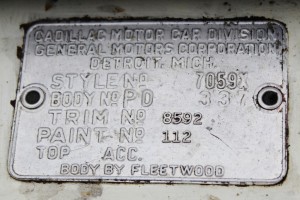 CADILLAC MOTOR CAR DIVISION
GENERAL MOTORS CORPORATION
DETROIT, MICH.
STYLE Nº 7059X
BODY Nº PD 337
TRIM Nº 8592
PAINT Nº 112
TOP ACC.
BODY BY FLEETWOOD